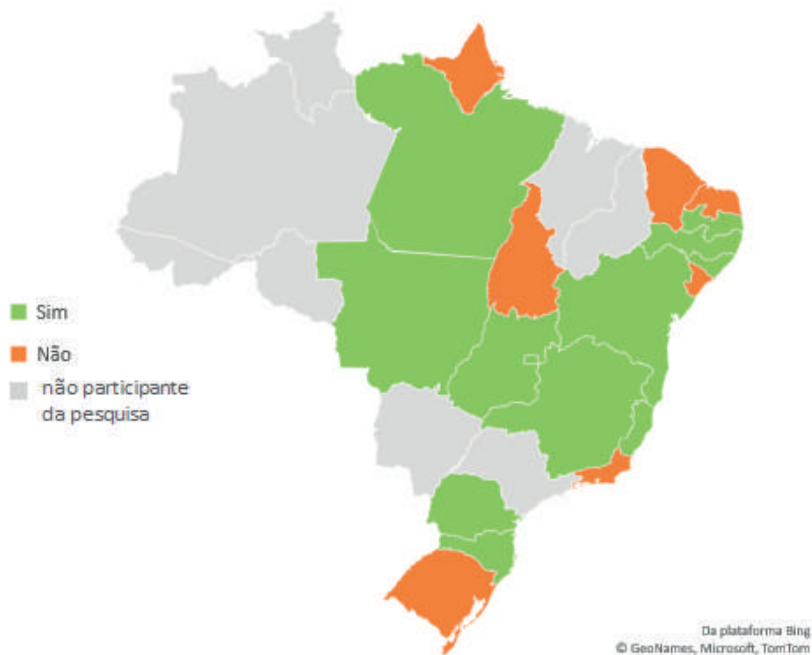 Sim
Não
não participante
da pesquisa
Da plataforma Bing
© GeoNames, Microsoft, TomTom